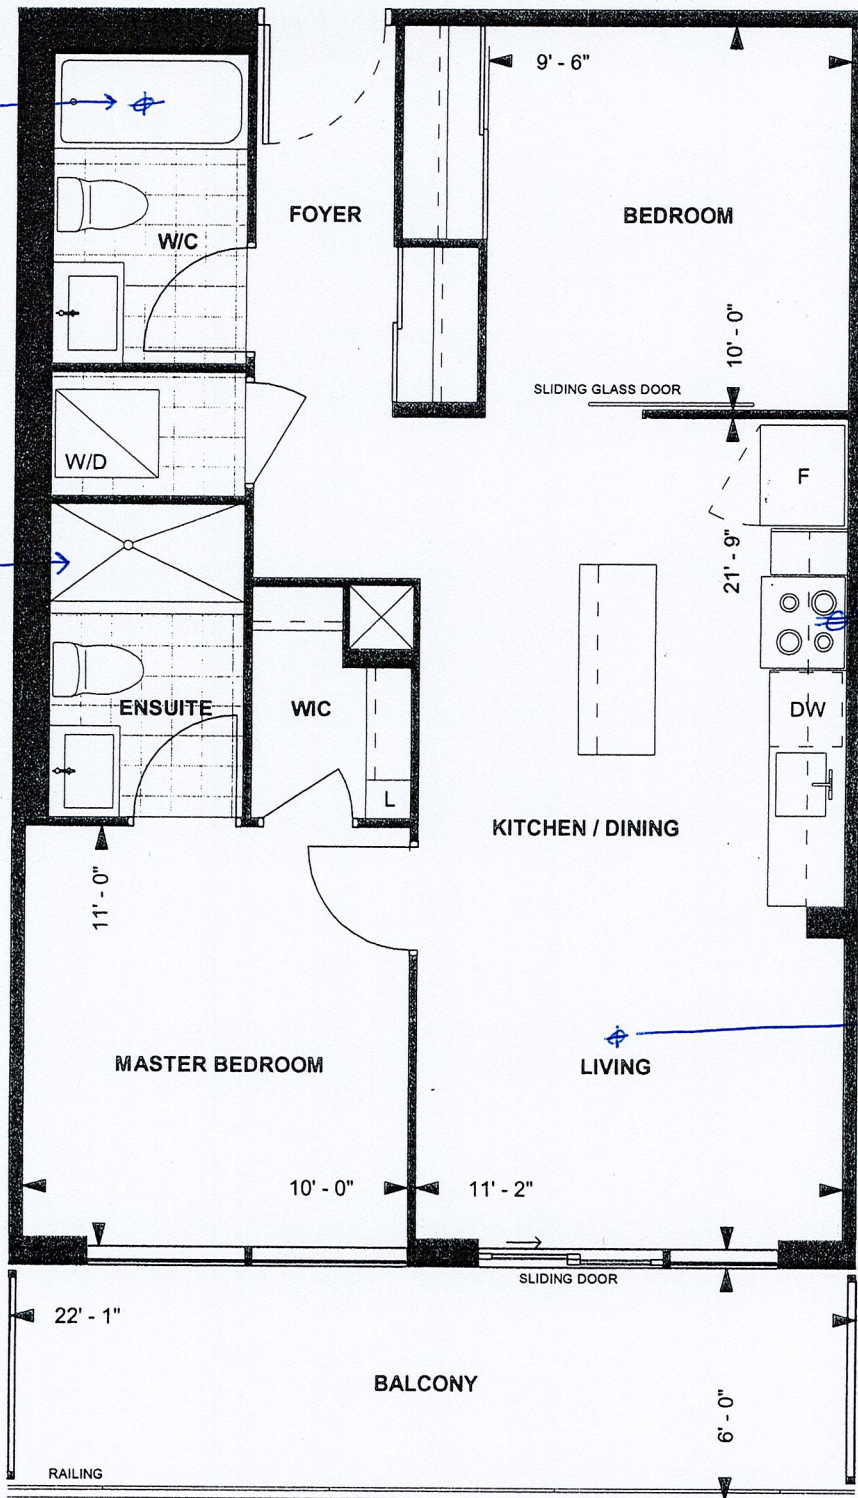 9' - 6"
FOYER
BEDROOM
W/C
10' - 0"
SLIDING GLASS DOOR
W/D
F
21' - 9"
ENSUITE
WIC
DW
L
KITCHEN / DINING
11' - 0"
MASTER BEDROOM
LIVING
10' - 0"
11' - 2"
SLIDING DOOR
22' - 1"
BALCONY
6' - 0"
RAILING